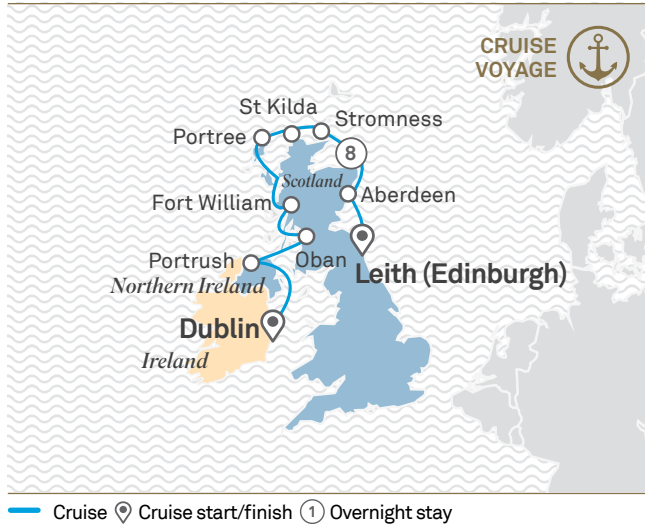 CRUISE
VOYAGE
St Kilda
Stromness
Portree
8
Scotland
Aberdeen
Fort William
Portrush
Oban
Leith (Edinburgh)
Northern Ireland
Dublin
Ireland
Cruise Cruise start/finish 1 Overnight stay